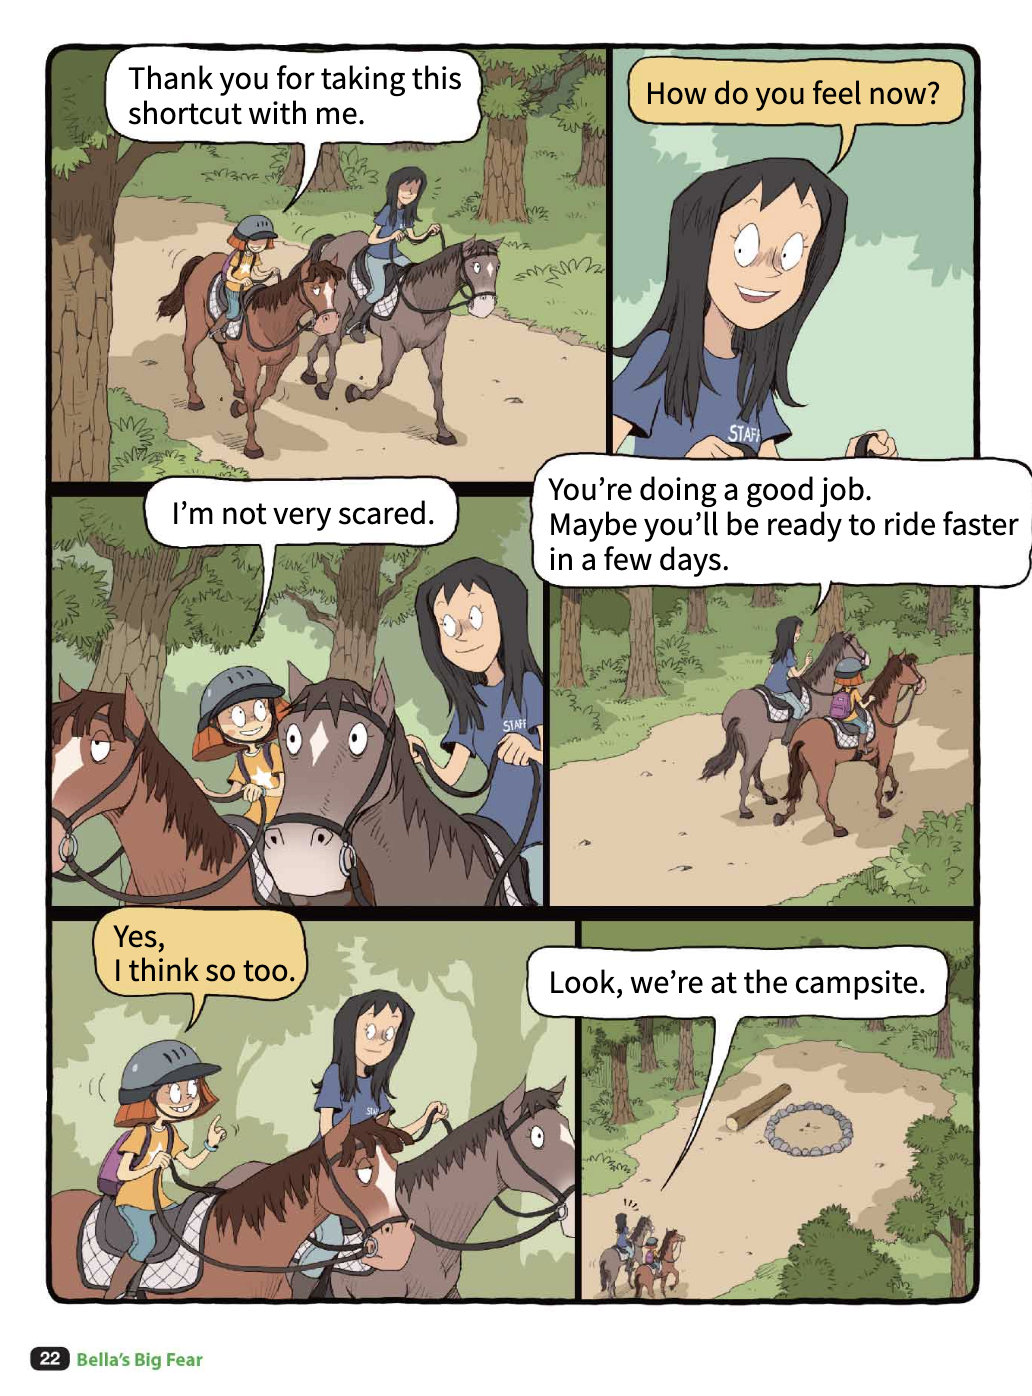 Thank you for taking this
shortcut with me.
How do you feel now?
STAFF
I'm not very scared.
STAFF
You're doing a good job.
Maybe you'll be ready to ride faster
in a few days.
Yes,
I think so too.
Look, we're at the campsite.
22 Bella's Big Fear